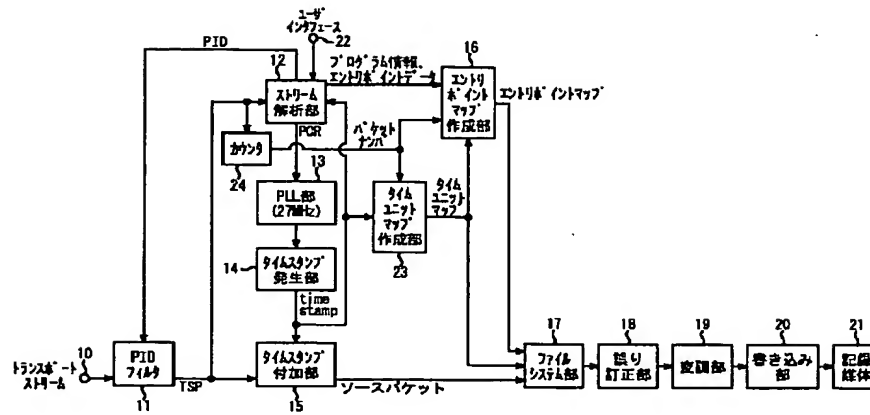 ユーザ
インタフェース
22
PID
12
ストリーム
解析部
プログラム情報、
エントリポイントデータ
16
エントリ
ポイント
マップ
作成部
エントリポイントマップ
PCR
パケット
ナンバ
カウンタ
24
13
PLL部
(27MHz)
タイム
ユニット
マップ
作成部
23
タイム
ユニット
マップ
14
タイムスタンプ
発生部
time
stamp
トランスポート
ストリーム
10
PID
フィルタ
11
TSP
タイムスタンプ
付加部
15
ソースパケット
17
ファイル
システム部
18
誤り
訂正部
19
変調部
20
書き込み
部
21
記録
媒体